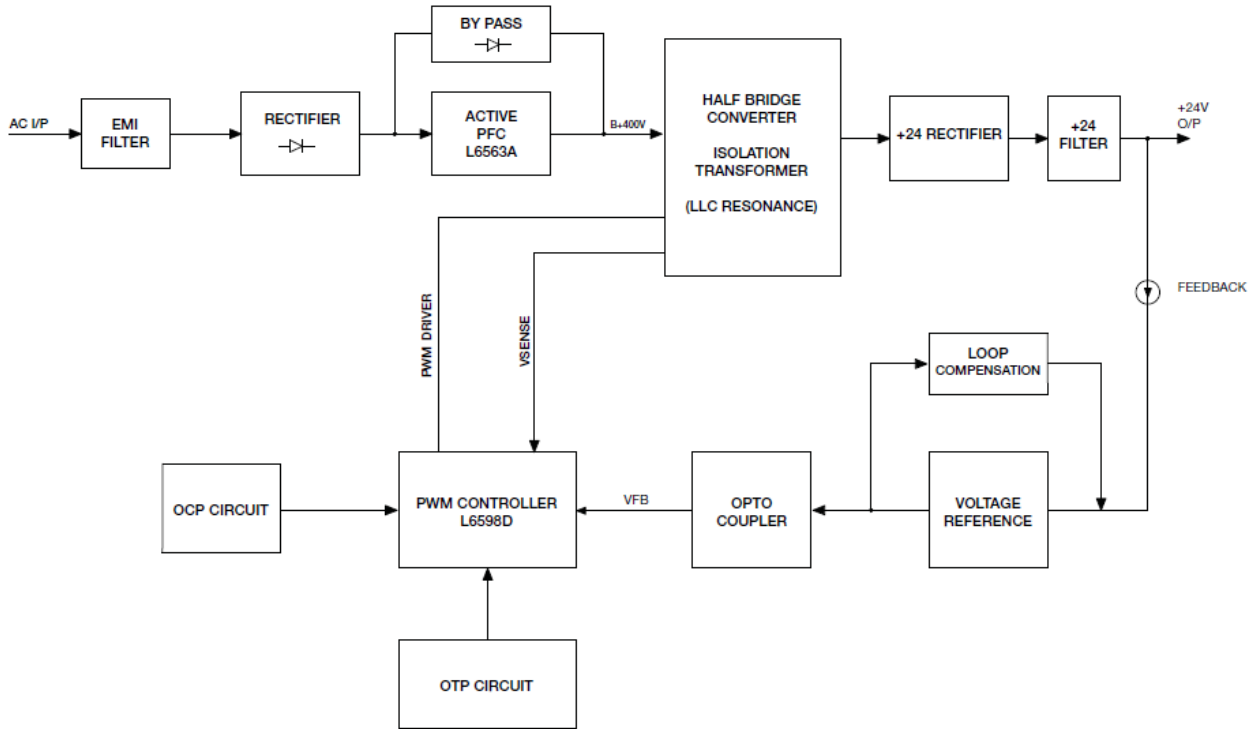 BY PASS
AC I/P
EMI
FILTER
RECTIFIER
ACTIVE
PFC
L6563A
B+400V
HALF BRIDGE
CONVERTER
ISOLATION
TRANSFORMER
(LLC RESONANCE)
+24 RECTIFIER
+24
FILTER
+24V
O/P
FEEDBACK
PWM DRIVER
VSENSE
LOOP
COMPENSATION
OCP CIRCUIT
PWM CONTROLLER
L6598D
VFB
OPTO
COUPLER
VOLTAGE
REFERENCE
OTP CIRCUIT